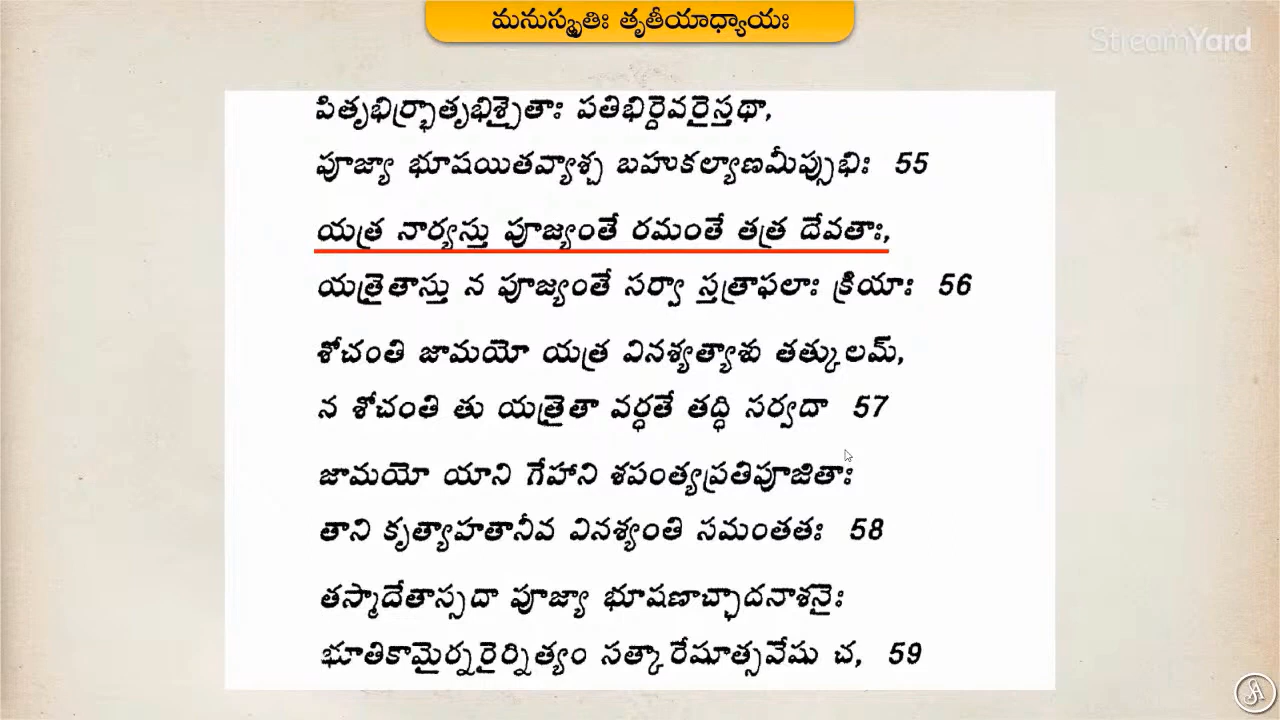 మనుస్మృతిః తృతీయాధ్యాయః
StreamYard
పితృభిర్భ్రాతృభిశ్చైతాః పతిభిర్దేవరైస్తథా,
పూజ్యా భూషయితవ్యాశ్చ బహుకల్యాణమీప్సుభిః 55
యత్ర నార్యస్తు పూజ్యంతే రమంతే తత్ర దేవతాః,
యత్రైతాస్తు న పూజ్యంతే సర్వా స్తత్రాఫలాః క్రియాః 56
శోచంతి జామయో యత్ర వినశ్యత్యాశు తత్కులమ్,
న శోచంతి తు యత్రైతా వర్ధతే తద్ధి సర్వదా 57
జామయో యాని గేహాని శపంత్యప్రతిపూజితాః
తాని కృత్యాహతానీవ వినశ్యంతి సమంతతః 58
తస్మాదేతాస్సదా పూజ్యా భూషణాచ్ఛాదనాశనైః
భూతికామైర్నరైర్నిత్యం సత్కారేషూత్సవేషు చ, 59